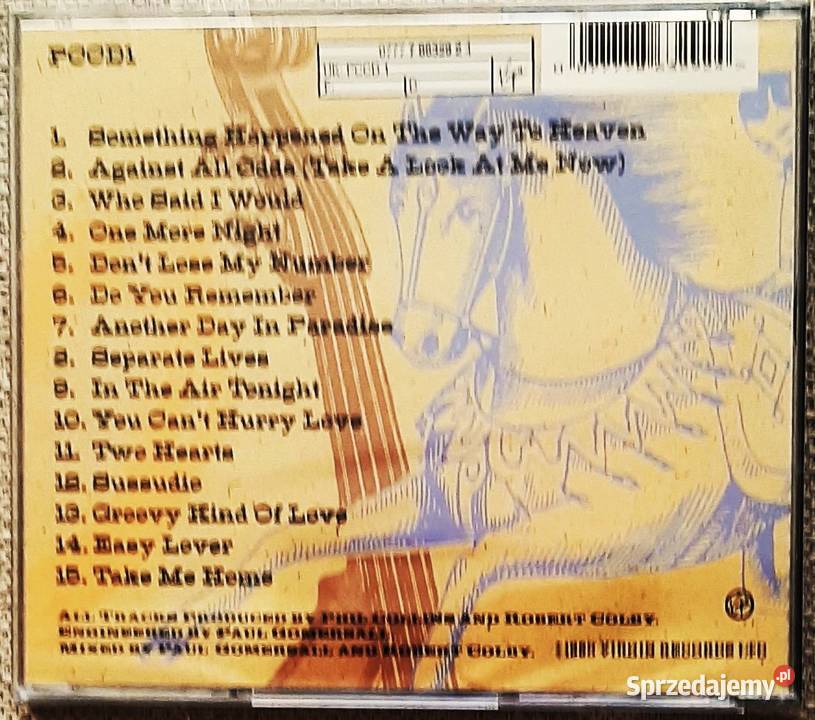 PCCD1
UK: PCCD 1
1. Something Happened On The Way To Heaven
2. Against All Odds (Take A Look At Me Now)
3. Who Said I Would
4. One More Night
5. Don't Lose My Number
6. Do You Remember
7. Another Day In Paradise
8. Separate Lives
9. In The Air Tonight
10. You Can't Hurry Love
11. Two Hearts
12. Sussudio
13. Groovy Kind Of Love
14. Easy Lover
15. Take Me Home
All Tracks Produced by Phil Collins and Robert Colby.
Engineered by Paul Gomersall
Mixed by Paul Gomersall and Robert Colby.
Sprzedajemy.pl